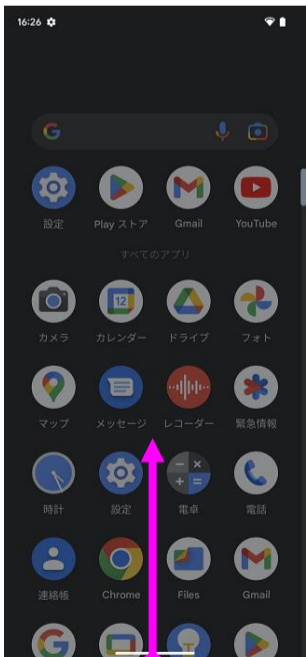 16:26
設定 Play ストア Gmail YouTube
すべてのアプリ
カメラ カレンダー ドライブ フォト
マップ メッセージ レコーダー 緊急情報
時計 設定 電卓 電話
連絡帳 Chrome Files Gmail